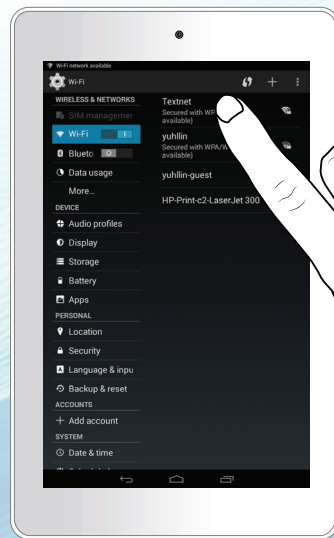 Wi-Fi network available
Wi-Fi
WIRELESS & NETWORKS
SIM managemen
Wi-Fi
I
Bluetc
O
Data usage
More...
DEVICE
Audio profiles
Display
Storage
Battery
Apps
PERSONAL
Location
Security
Language & inpu
Backup & reset
ACCOUNTS
Add account
SYSTEM
Date & time
Textnet
Secured with WP
available)
yuhllin
Secured with WPA/W
available)
yuhllin-guest
HP-Print-c2-LaserJet 300